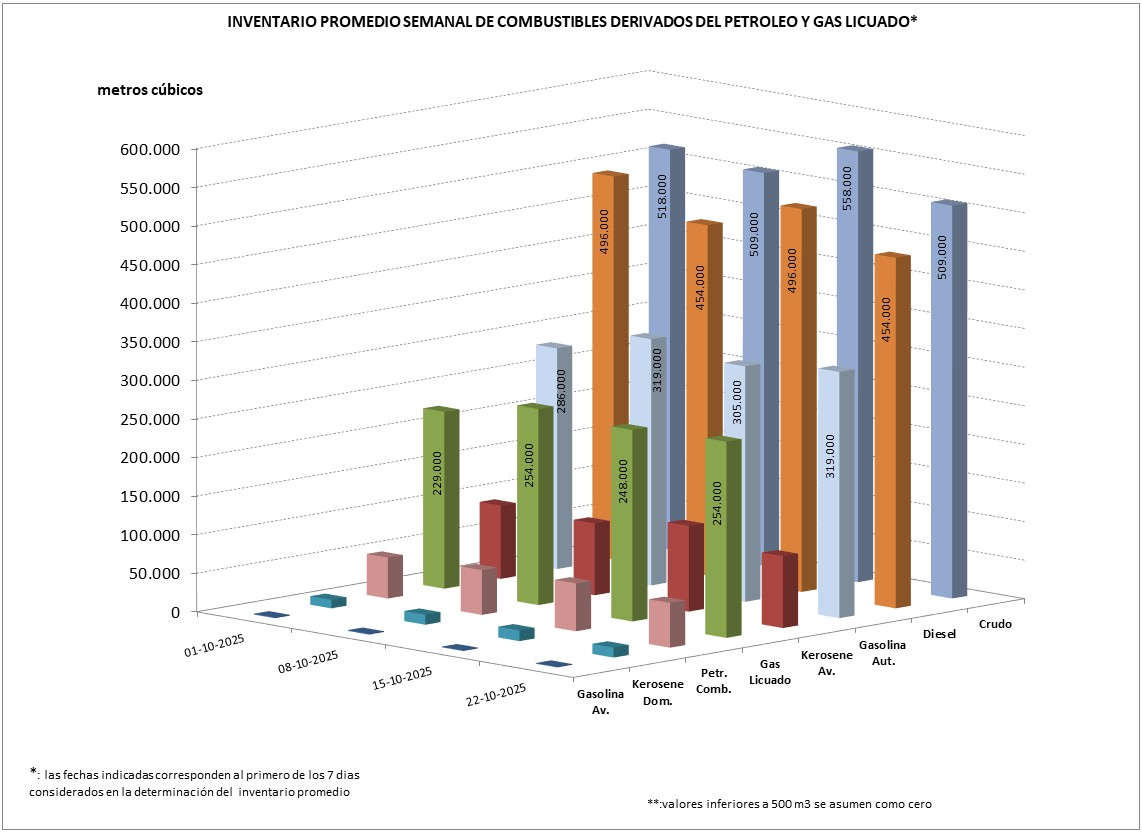 INVENTARIO PROMEDIO SEMANAL DE COMBUSTIBLES DERIVADOS DEL PETROLEO Y GAS LICUADO*
metros cúbicos
600.000
550.000
500.000
450.000
400.000
350.000
300.000
250.000
200.000
150.000
100.000
50.000
0
229.000
254.000
248.000
254.000
286.000
319.000
305.000
319.000
496.000
454.000
496.000
454.000
518.000
509.000
558.000
509.000
01-10-2025
08-10-2025
15-10-2025
22-10-2025
Gasolina
Av.
Kerosene
Dom.
Petr.
Comb.
Gas
Licuado
Kerosene
Av.
Gasolina
Aut.
Diesel
Crudo
*: las fechas indicadas corresponden al primero de los 7 dias
considerados en la determinación del inventario promedio
**:valores inferiores a 500 m3 se asumen como cero